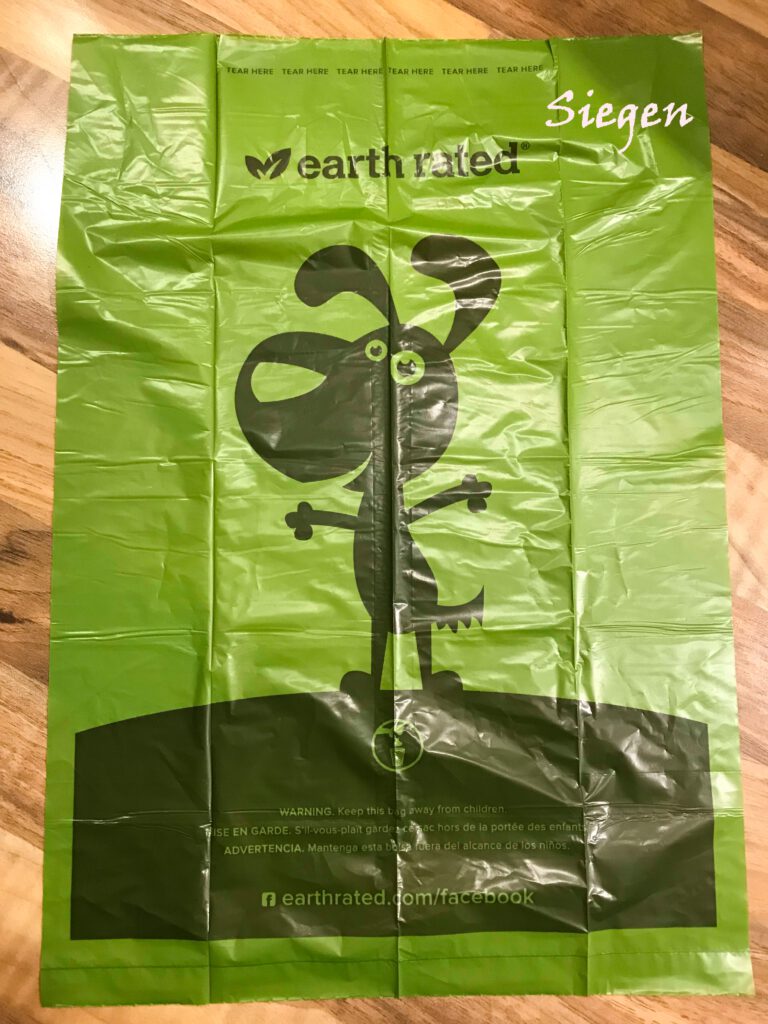 TEAR HERE TEAR HERE TEAR HERE TEAR HERE TEAR HERE TEAR HERE
Siegen
earth rated®
WARNING. Keep this bag away from children.
MISE EN GARDE. S'il-vous-plaît gardez ce sac hors de la portée des enfants
ADVERTENCIA. Mantenga esta bolsa fuera del alcance de los niños.
earthrated.com/facebook